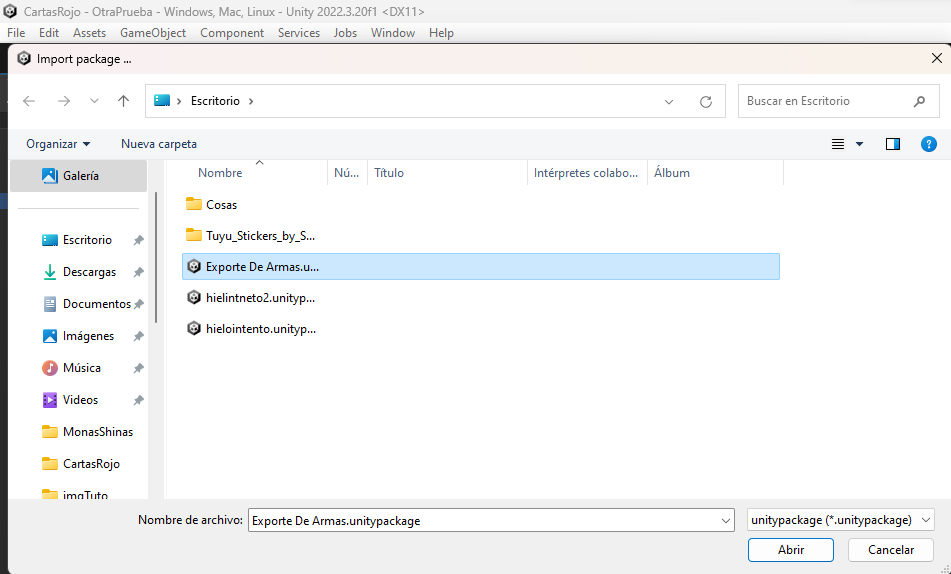 CartasRojo - OtraPrueba - Windows, Mac, Linux - Unity 2022.3.20f1 <DX11>
File Edit Assets GameObject Component Services Jobs Window Help
Import package ...
Escritorio
Buscar en Escritorio
Organizar Nueva carpeta
Galería
Escritorio
Descargas
Documentos
Imágenes
Música
Videos
MonasShinas
CartasRojo
imgTuto
Nombre Nú... Título Intérpretes colabo... Álbum
Cosas
Tuyu_Stickers_by_S...
Exporte De Armas.u...
hielintneto2.unityp...
hielointento.unityp...
Nombre de archivo: Exporte De Armas.unitypackage unitypackage (*.unitypackage)
Abrir Cancelar